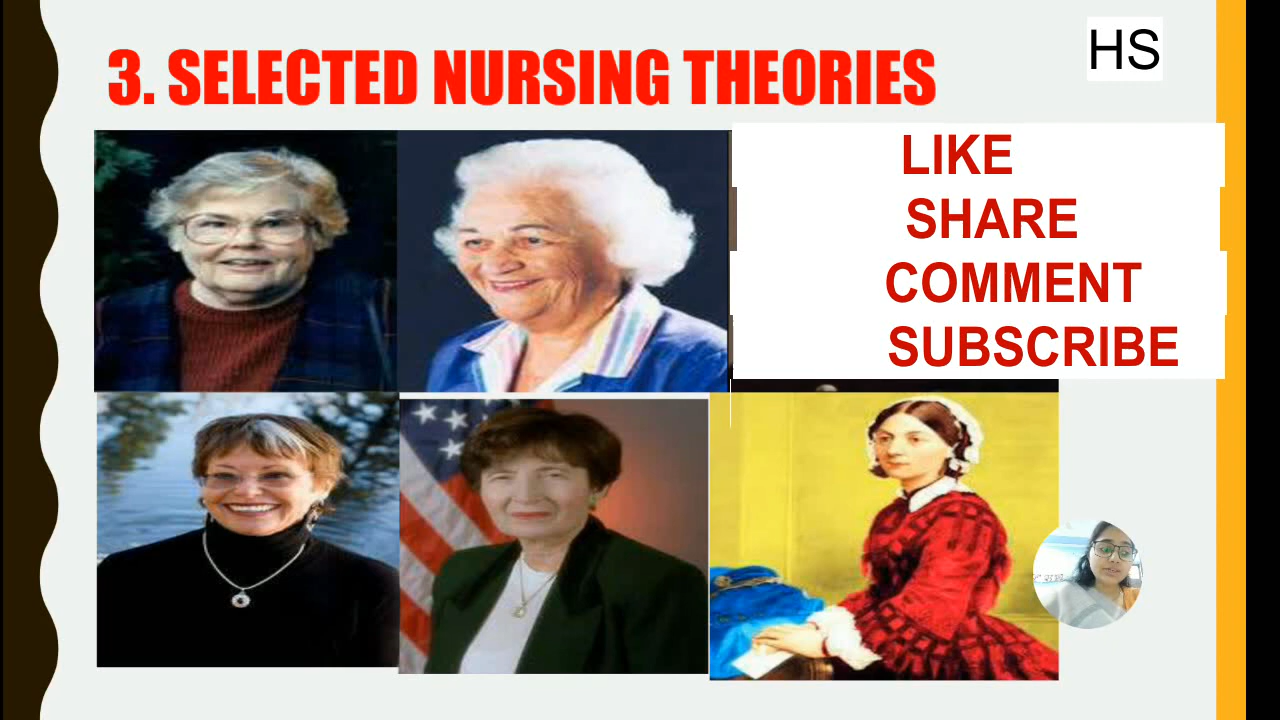 3. SELECTED NURSING THEORIES
HS
LIKE
SHARE
COMMENT
SUBSCRIBE